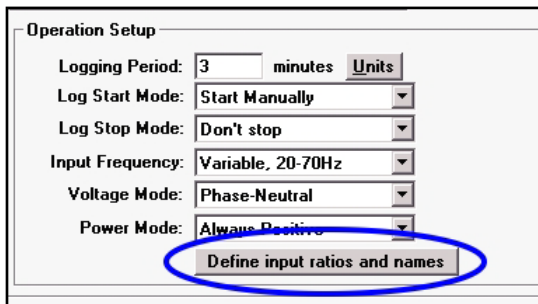 Operation Setup
Logging Period: 3 minutes Units
Log Start Mode: Start Manually
Log Stop Mode: Don't stop
Input Frequency: Variable, 20-70Hz
Voltage Mode: Phase-Neutral
Power Mode: Always Positive
Define input ratios and names